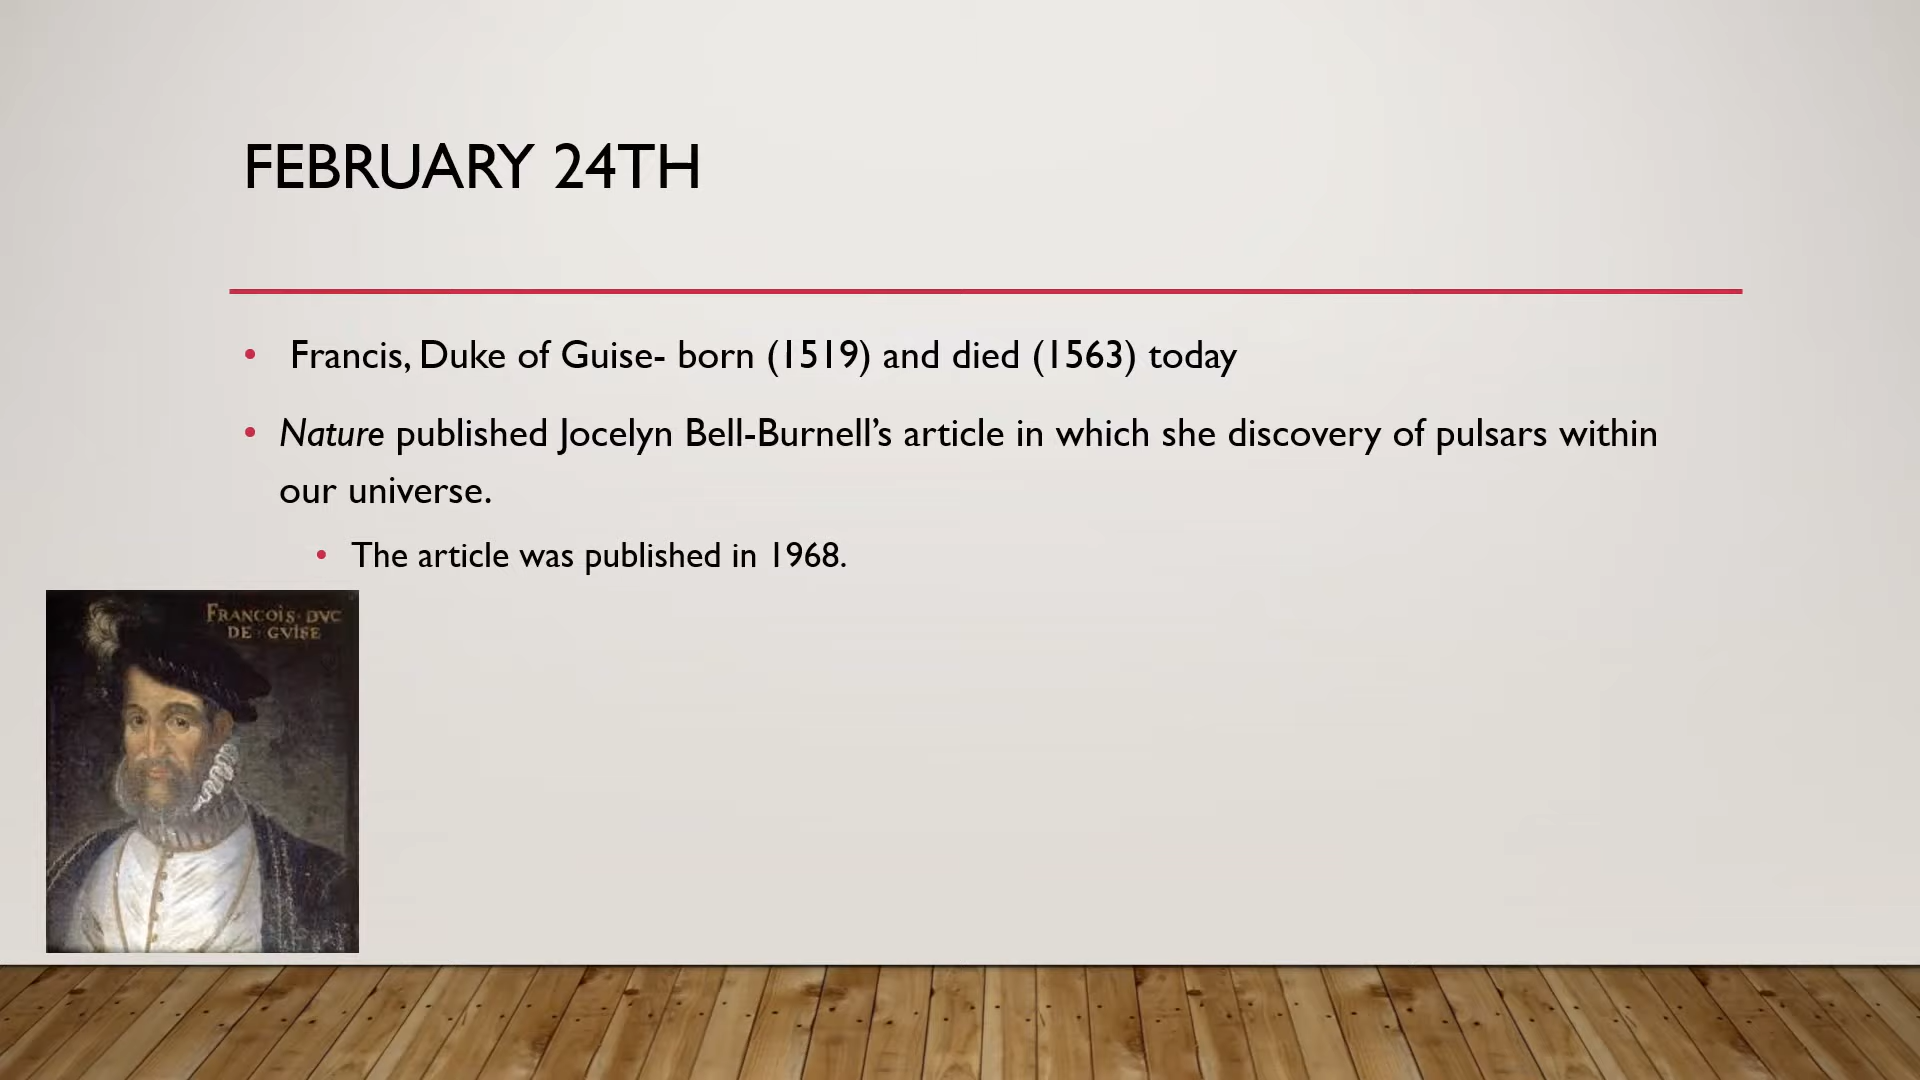 FEBRUARY 24TH
• Francis, Duke of Guise- born (1519) and died (1563) today
• Nature published Jocelyn Bell-Burnell’s article in which she discovery of pulsars within
our universe.
• The article was published in 1968.
FRANCOIS· DVC
DE · GVISE